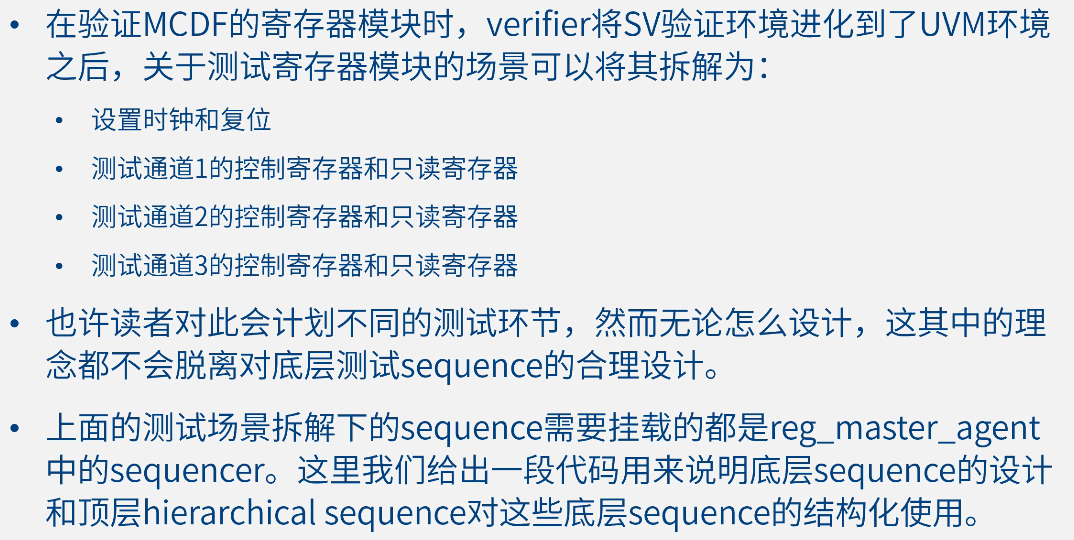 • 在验证MCDF的寄存器模块时，verifier将SV验证环境进化到了UVM环境
之后，关于测试寄存器模块的场景可以将其拆解为：
• 设置时钟和复位
• 测试通道1的控制寄存器和只读寄存器
• 测试通道2的控制寄存器和只读寄存器
• 测试通道3的控制寄存器和只读寄存器
• 也许读者对此会计划不同的测试环节，然而无论怎么设计，这其中的理
念都不会脱离对底层测试sequence的合理设计。
• 上面的测试场景拆解下的sequence需要挂载的都是reg_master_agent
中的sequencer。这里我们给出一段代码用来说明底层sequence的设计
和顶层hierarchical sequence对这些底层sequence的结构化使用。